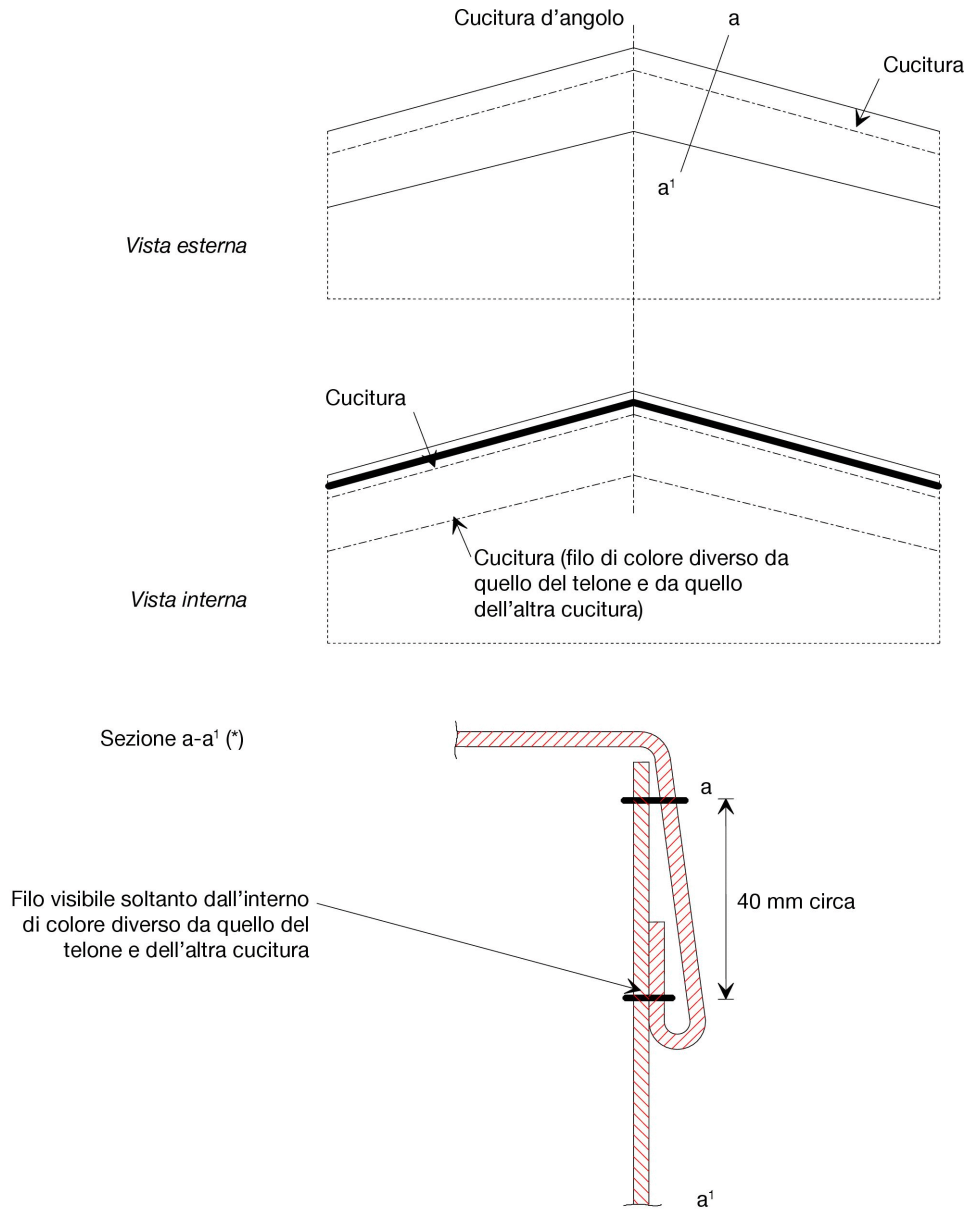 Cucitura d’angolo
a
Cucitura
a¹
Vista esterna
Cucitura
Cucitura (filo di colore diverso da
quello del telone e da quello
dell’altra cucitura)
Vista interna
Sezione a-a¹ (*)
a
40 mm circa
Filo visibile soltanto dall’interno
di colore diverso da quello del
telone e dell’altra cucitura
a¹